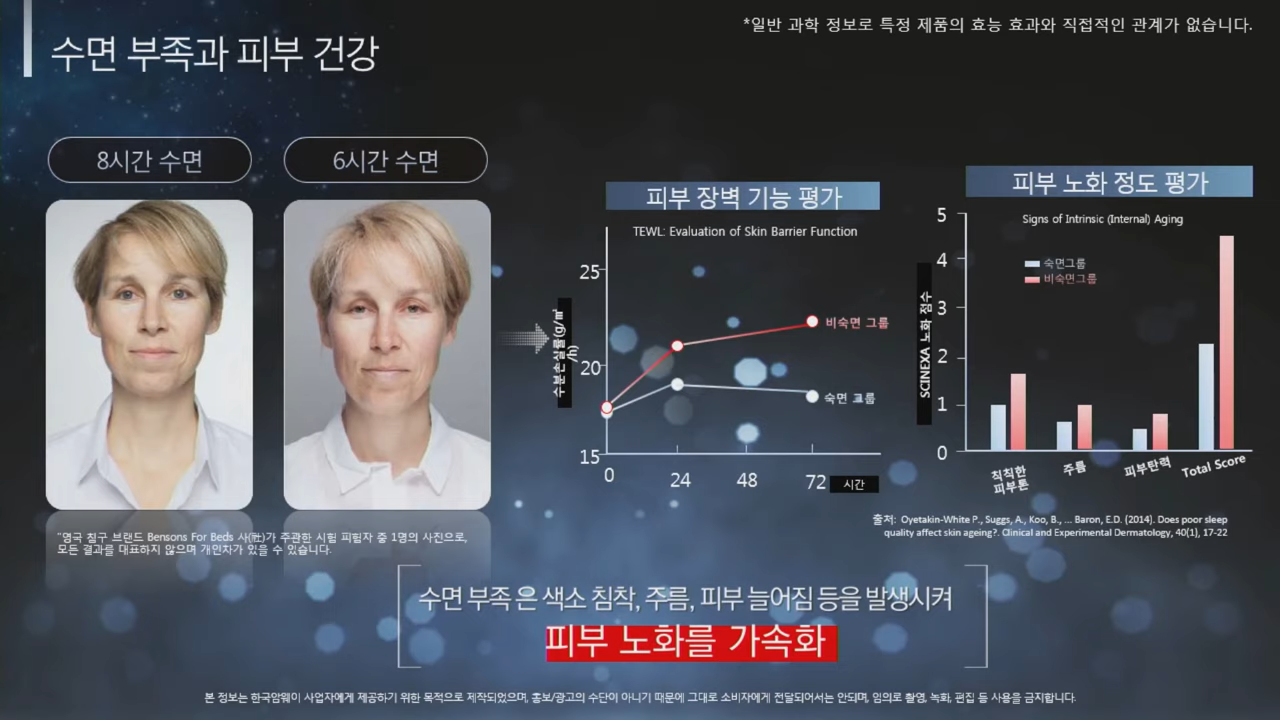 *일반 과학 정보로 특정 제품의 효능 효과와 직접적인 관계가 없습니다.
수면 부족과 피부 건강
8시간 수면
6시간 수면
"영국 침구 브랜드 Bensons For Beds 사(社)가 주관한 시험 피험자 중 1명의 사진으로,
모든 결과를 대표하지 않으며 개인차가 있을 수 있습니다.
피부 장벽 기능 평가
TEWL: Evaluation of Skin Barrier Function
수분손실률(g/㎡
/h)
25
20
15
비숙면 그룹
숙면 그룹
0
24
48
72
시간
피부 노화 정도 평가
Signs of Intrinsic (Internal) Aging
숙면그룹
비숙면그룹
SCINEXA 노화 점수
5
4
3
2
1
0
칙칙한
피부톤
주름
피부탄력
Total Score
출처: Oyetakin-White P., Suggs, A., Koo, B., ... Baron, E.D. (2014). Does poor sleep
quality affect skin ageing?. Clinical and Experimental Dermatology, 40(1), 17-22
수면 부족은 색소 침착, 주름, 피부 늘어짐 등을 발생시켜
피부 노화를 가속화
본 정보는 한국암웨이 사업자에게 제공하기 위한 목적으로 제작되었으며, 홍보/광고의 수단이 아니기 때문에 그대로 소비자에게 전달되어서는 안되며, 임의로 촬영, 녹화, 편집 등 사용을 금지합니다.